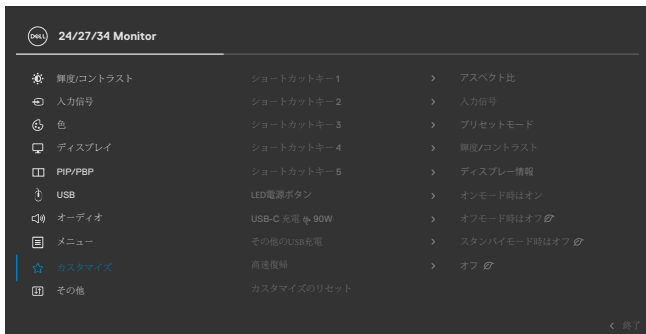 DELL 24/27/34 Monitor
輝度/コントラスト ショートカットキー1 > アスペクト比
入力信号 ショートカットキー2 > 入力信号
色 ショートカットキー3 > プリセットモード
ディスプレイ ショートカットキー4 > 輝度/コントラスト
PIP/PBP ショートカットキー5 > ディスプレー情報
USB LED電源ボタン > オンモード時はオン
オーディオ USB-C 充電 90W > オフモード時はオフ
メニュー その他のUSB充電 > スタンバイモード時はオフ
カスタマイズ 高速復帰 > オフ
その他 カスタマイズのリセット
< 終了